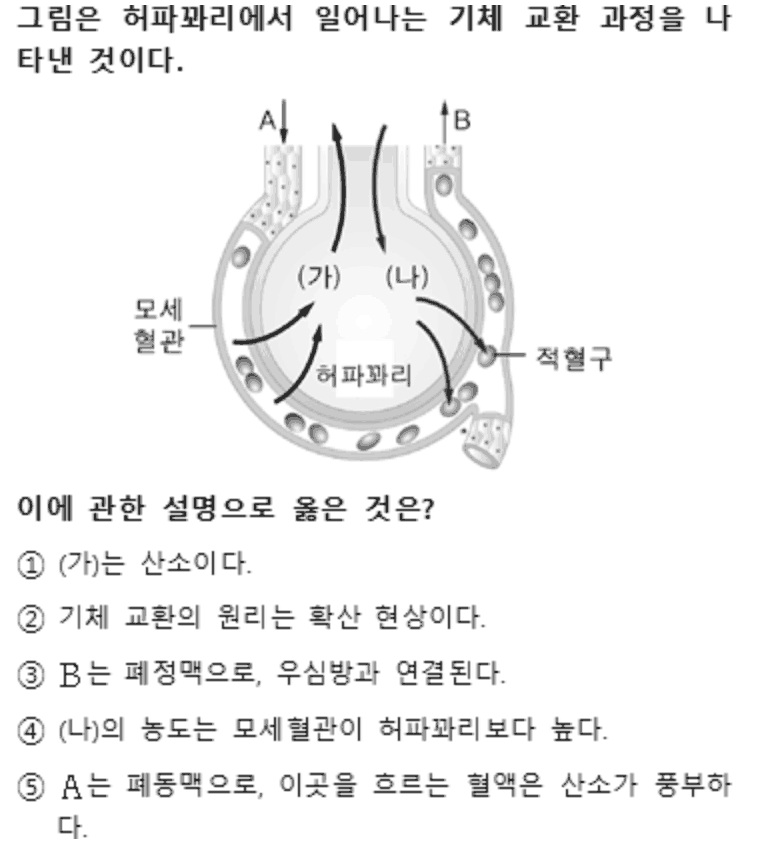 그림은 허파꽈리에서 일어나는 기체 교환 과정을 나
타낸 것이다.
A
B
(가)
(나)
모세
혈관
적혈구
허파꽈리
이에 관한 설명으로 옳은 것은?
① (가)는 산소이다.
② 기체 교환의 원리는 확산 현상이다.
③ B는 폐정맥으로, 우심방과 연결된다.
④ (나)의 농도는 모세혈관이 허파꽈리보다 높다.
⑤ A는 폐동맥으로, 이곳을 흐르는 혈액은 산소가 풍부하
다.